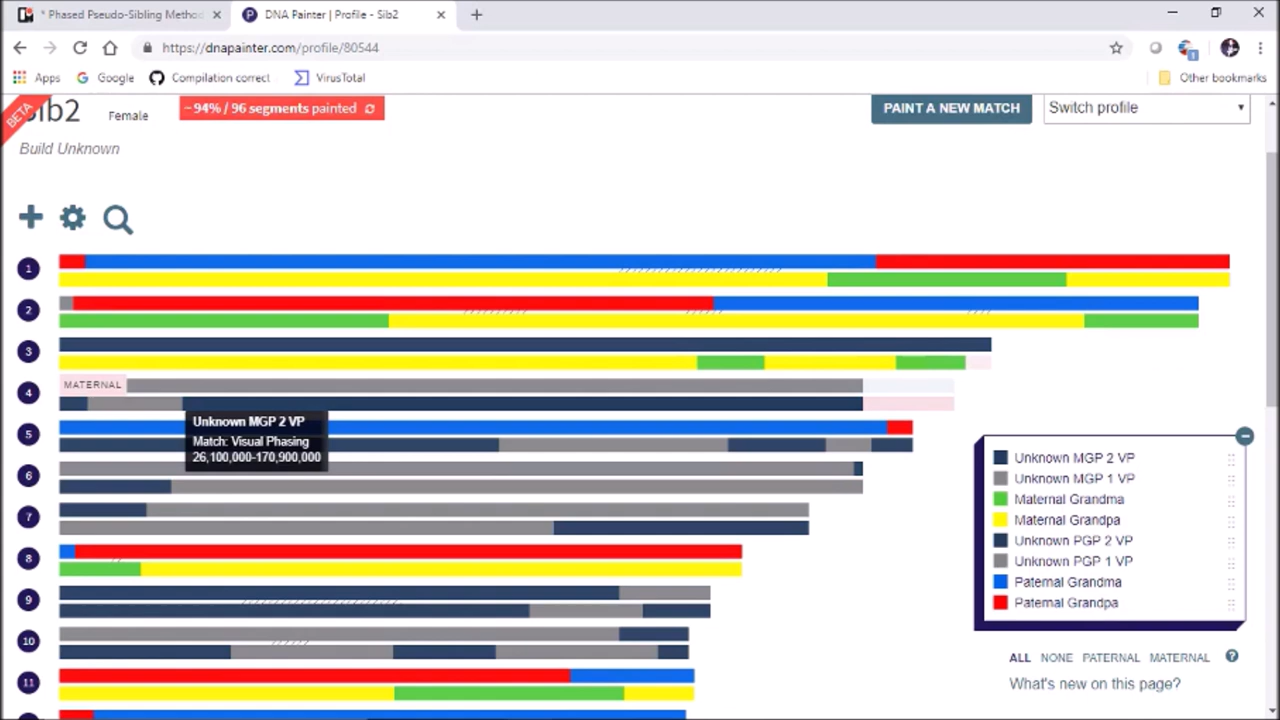 * Phased Pseudo-Sibling Metho
DNA Painter | Profile - Sib2
https://dnapainter.com/profile/80544
Apps Google Compilation correct VirusTotal Other bookmarks
BETA
Sib2 Female ~ 94% / 96 segments painted PAINT A NEW MATCH Switch profile
Build Unknown
1
2
3
4 MATERNAL
Unknown MGP 2 VP
Match: Visual Phasing
26,100,000-170,900,000
5
6
7
8
9
10
11
Unknown MGP 2 VP
Unknown MGP 1 VP
Maternal Grandma
Maternal Grandpa
Unknown PGP 2 VP
Unknown PGP 1 VP
Paternal Grandma
Paternal Grandpa
ALL NONE PATERNAL MATERNAL ?
What's new on this page?